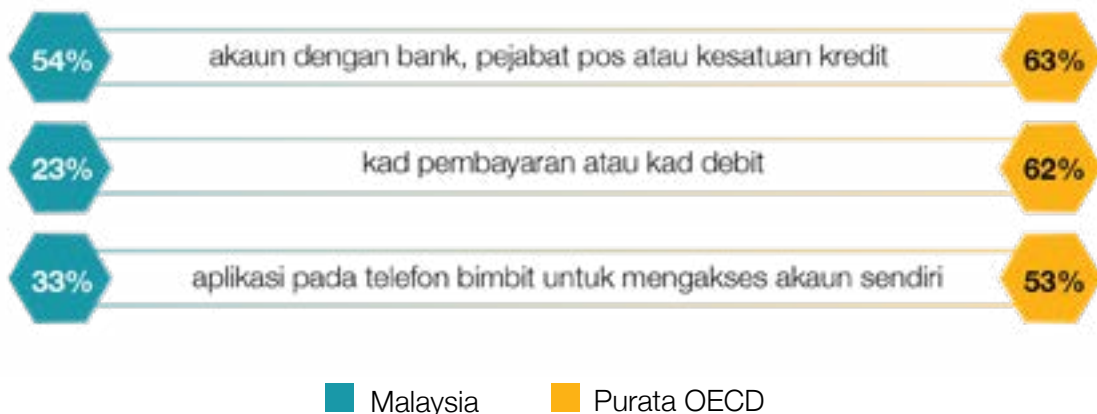 54% akaun dengan bank, pejabat pos atau kesatuan kredit 63%
23% kad pembayaran atau kad debit 62%
33% aplikasi pada telefon bimbit untuk mengakses akaun sendiri 53%
Malaysia Purata OECD